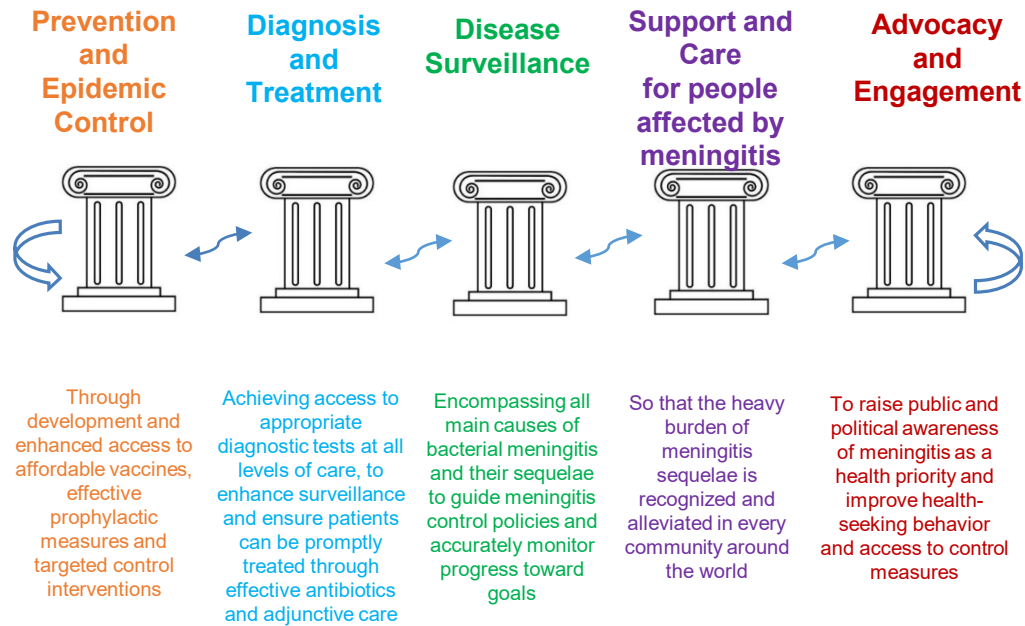 Prevention
and
Epidemic
Control
Diagnosis
and
Treatment
Disease
Surveillance
Support and
Care
for people
affected by
meningitis
Advocacy
and
Engagement
Through
development and
enhanced access to
affordable vaccines,
effective
prophylactic
measures and
targeted control
interventions
Achieving access to
appropriate
diagnostic tests at all
levels of care, to
enhance surveillance
and ensure patients
can be promptly
treated through
effective antibiotics
and adjunctive care
Encompassing all
main causes of
bacterial meningitis
and their sequelae
to guide meningitis
control policies and
accurately monitor
progress toward
goals
So that the heavy
burden of
meningitis
sequelae is
recognized and
alleviated in every
community around
the world
To raise public and
political awareness
of meningitis as a
health priority and
improve health-
seeking behavior
and access to control
measures